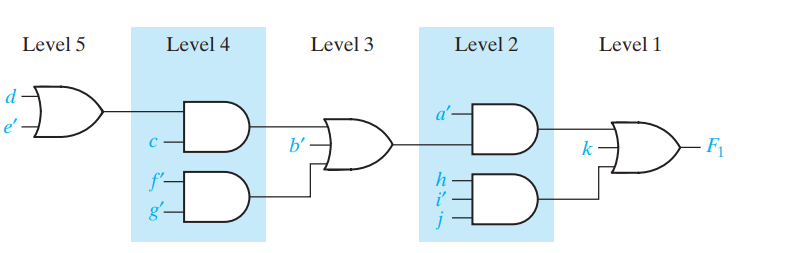 Level 5 Level 4 Level 3 Level 2 Level 1
d
e′
c
f′
g′
b′
a′
h
i′
j
k
F₁